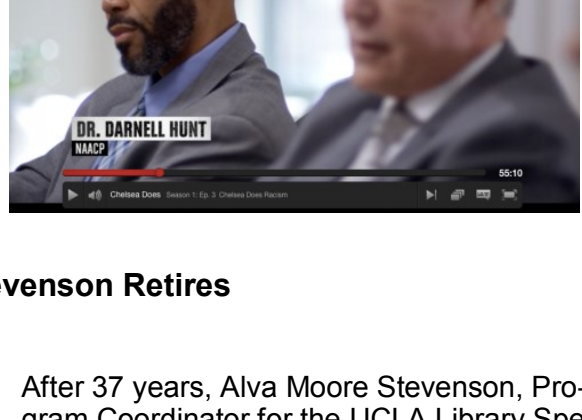 DR. DARNELL HUNT
NAACP
55:10
Chelsea Does Season 1: Ep. 3 Chelsea Does Racism
venson Retires
After 37 years, Alva Moore Stevenson, Pro-
gram Coordinator for the UCLA Library Spe